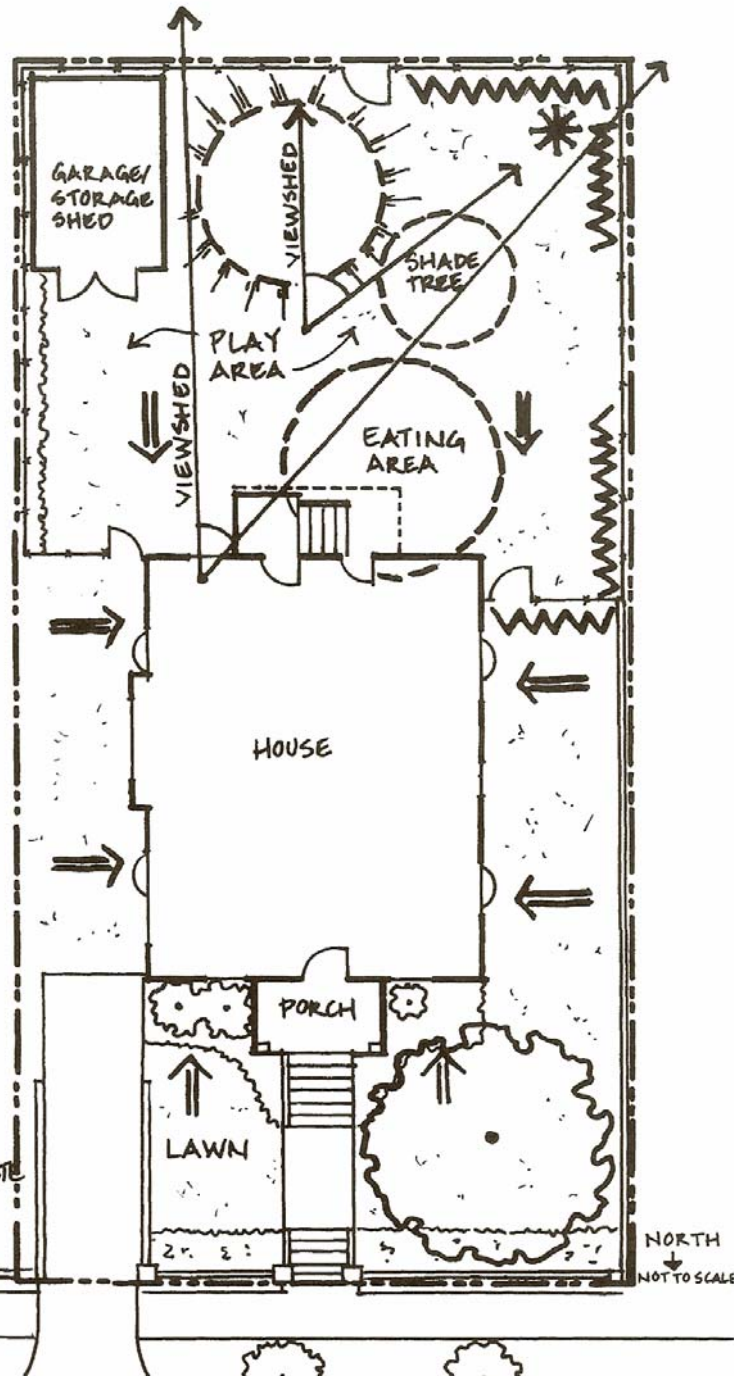 GARAGE/
STORAGE
SHED
VIEWSHED
SHADE
TREE
PLAY
AREA
VIEWSHED
EATING
AREA
HOUSE
PORCH
LAWN
NORTH
NOT TO SCALE